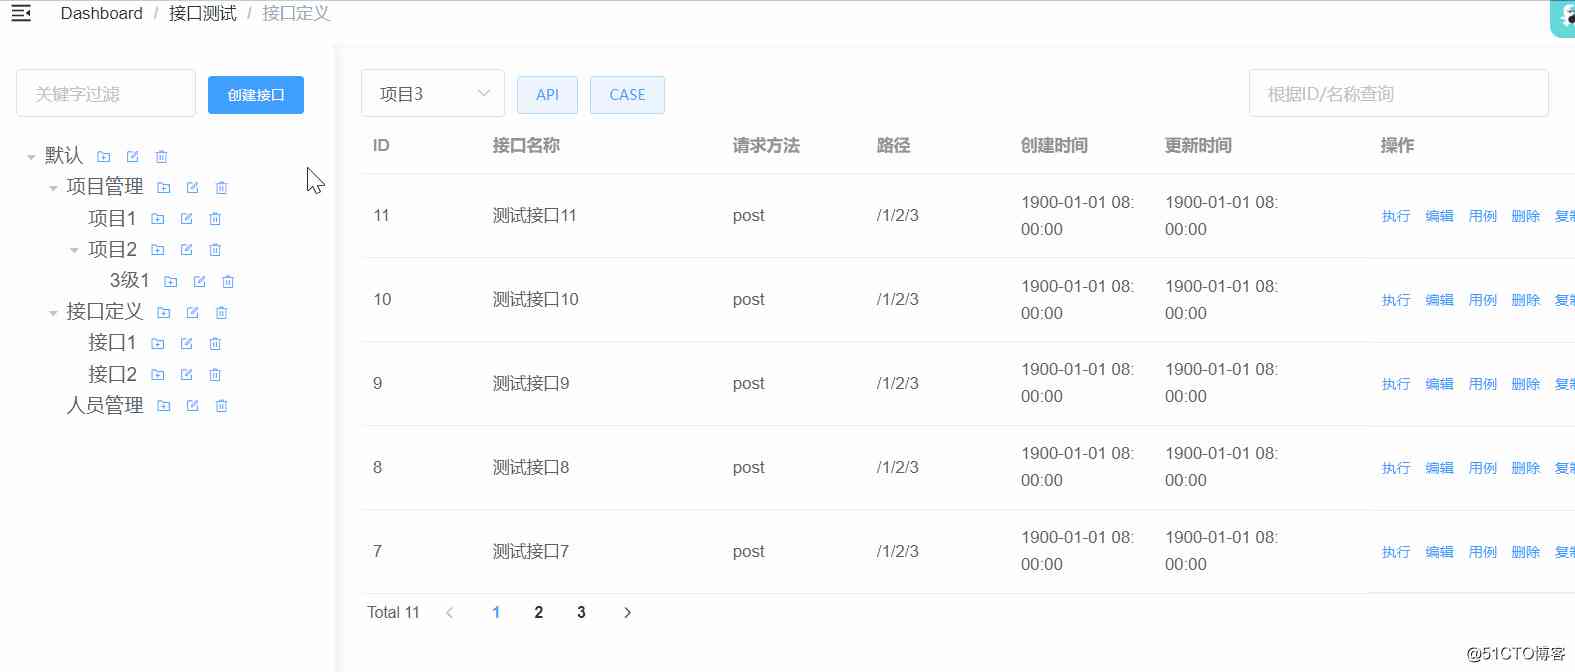 Dashboard / 接口测试 / 接口定义
关键字过滤 创建接口
默认
项目管理
项目1
项目2
3级1
接口定义
接口1
接口2
人员管理
项目3 API CASE 根据ID/名称查询
ID 接口名称 请求方法 路径 创建时间 更新时间 操作
11 测试接口11 post /1/2/3 1900-01-01 08:00:00 1900-01-01 08:00:00 执行 编辑 用例 删除
10 测试接口10 post /1/2/3 1900-01-01 08:00:00 1900-01-01 08:00:00 执行 编辑 用例 删除
9 测试接口9 post /1/2/3 1900-01-01 08:00:00 1900-01-01 08:00:00 执行 编辑 用例 删除
8 测试接口8 post /1/2/3 1900-01-01 08:00:00 1900-01-01 08:00:00 执行 编辑 用例 删除
7 测试接口7 post /1/2/3 1900-01-01 08:00:00 1900-01-01 08:00:00 执行 编辑 用例 删除
Total 11 1 2 3
@51CTO博客